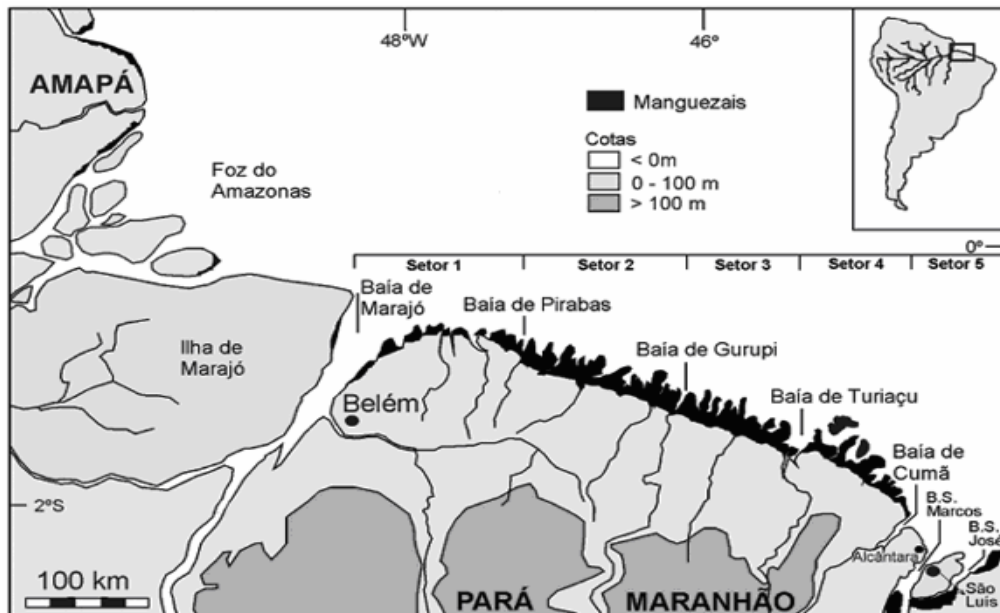 48ºW
46º
AMAPÁ
Manguezais
Cotas
< 0m
0 - 100 m
> 100 m
Foz do
Amazonas
0º
Setor 1
Setor 2
Setor 3
Setor 4
Setor 5
Baía de
Marajó
Baía de Pirabas
Ilha de
Marajó
Baía de Gurupi
Belém
Baía de Turiaçu
Baía de
Cumã
B.S.
Marcos
B.S.
José
2ºS
Alcântara
São
Luis
100 km
PARÁ
MARANHÃO